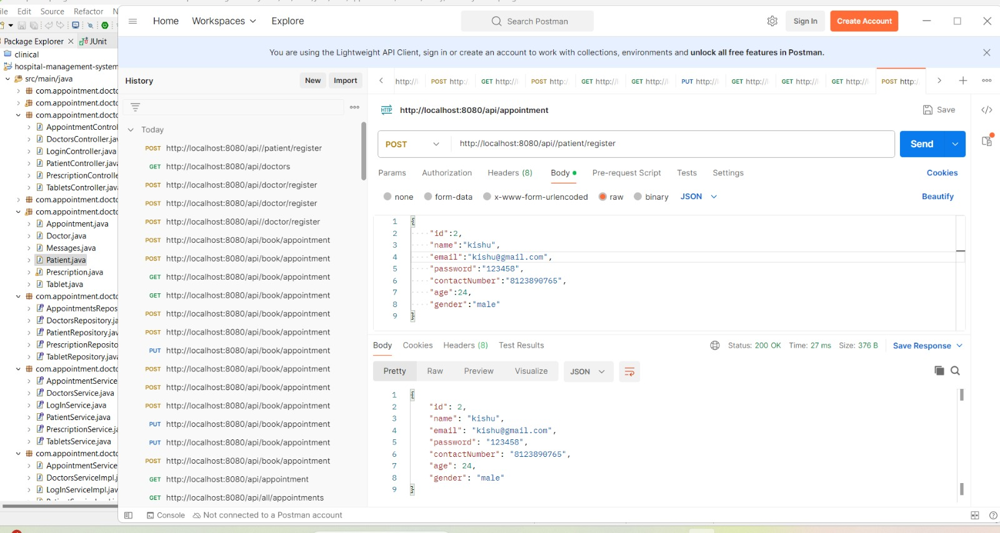 Edit Source Refactor
Package Explorer JUnit
clinical
hospital-management-system
src/main/java
com.appointment.docto
com.appointment.docto
com.appointment.docto
AppointmentControl
DoctorsController.jav
LoginController.java
PatientController.java
PrescriptionControlle
TabletsController.java
com.appointment.docto
com.appointment.docto
Appointment.java
Doctor.java
Messages.java
Patient.java
Prescription.java
Tablet.java
com.appointment.docto
AppointmentsRepos
DoctorsRepository.ja
PatientRepository.jav
PrescriptionReposito
TabletRepository.java
com.appointment.docto
AppointmentService
DoctorsService.java
LogInService.java
PatientService.java
PrescriptionService.ja
TabletsService.java
com.appointment.docto
AppointmentService
DoctorsServiceImpl.j
LogInServiceImpl.jav
Home Workspaces Explore
Search Postman
Sign In
Create Account
You are using the Lightweight API Client, sign in or create an account to work with collections, environments and unlock all free features in Postman.
History
New Import
Today
POST http://localhost:8080/api//patient/register
GET http://localhost:8080/api/doctors
POST http://localhost:8080/api/doctor/register
POST http://localhost:8080/api/doctor/register
POST http://localhost:8080/api//doctor/register
POST http://localhost:8080/api/book/appointment
POST http://localhost:8080/api/book/appointment
GET http://localhost:8080/api/book/appointment
GET http://localhost:8080/api/book/appointment
POST http://localhost:8080/api/book/appointment
POST http://localhost:8080/api/book/appointment
PUT http://localhost:8080/api/book/appointment
POST http://localhost:8080/api/book/appointment
POST http://localhost:8080/api/book/appointment
POST http://localhost:8080/api/book/appointment
PUT http://localhost:8080/api/book/appointment
PUT http://localhost:8080/api/book/appointment
POST http://localhost:8080/api/book/appointment
GET http://localhost:8080/api/appointment
GET http://localhost:8080/api/all/appointments
http:// POST http:/ GET http:// POST http:/ GET http:// GET http:// PUT http:// GET http:// GET http:// GET http:// POST http:/
HTTP http://localhost:8080/api/appointment
Save
POST http://localhost:8080/api//patient/register
Send
Params Authorization Headers (8) Body Pre-request Script Tests Settings
Cookies
none form-data x-www-form-urlencoded raw binary JSON
Beautify
1 {
2 "id":2,
3 "name":"kishu",
4 "email":"kishu@gmail.com",
5 "password":"123458",
6 "contactNumber":"8123890765",
7 "age":24,
8 "gender":"male"
9 }
Body Cookies Headers (8) Test Results
Status: 200 OK Time: 27 ms Size: 376 B
Save Response
Pretty Raw Preview Visualize JSON
1 {
2 "id": 2,
3 "name": "kishu",
4 "email": "kishu@gmail.com",
5 "password": "123458",
6 "contactNumber": "8123890765",
7 "age": 24,
8 "gender": "male"
9 }
Console Not connected to a Postman account